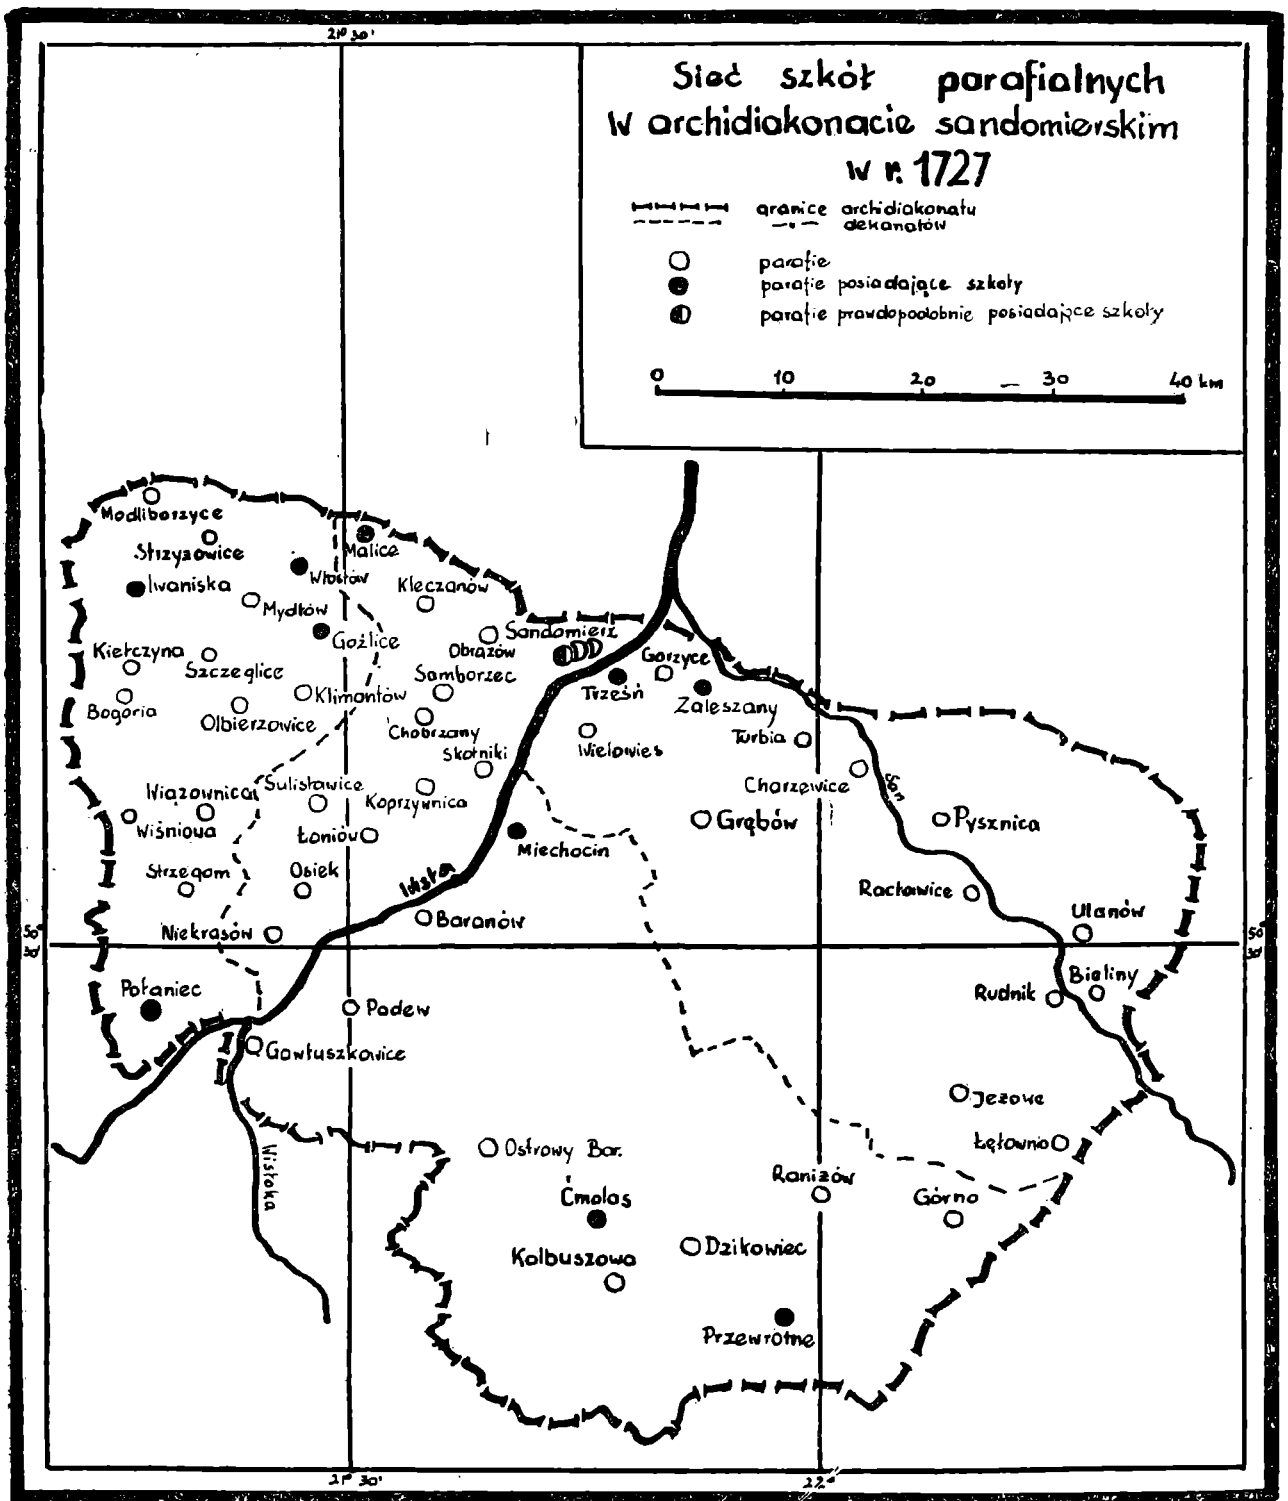 21° 30'
Sieć szkół parafialnych
w archidiakonacie sandomierskim
w r. 1727
granice archidiakonatu
—„— dekanatów
parafie
parafie posiadające szkoły
parafie prawdopodobnie posiadające szkoły
0 10 20 30 40 km
Modliborzyce
Strzyżowice
Malice
Iwaniska
Włostów
Kleczanów
Mydłów
Goźlice
Sandomierz
Obrazów
Kiełczyna
Szczeglice
Samborzec
Gorzyce
Trześń
Zaleszany
Klimontów
Bogoria
Olbierzowice
Chobrzany
Skotniki
Wielowieś
Turbia
Charzewice
San
Wiązownica
Sulisławice
Koprzywnica
Wiśniowa
Łoniów
Miechocin
Grębów
Pysznica
Strzegom
Osiek
Wisła
Racławice
Niekrasów
Baranów
Ulanów
50°
30'
50°
30'
Połaniec
Padew
Rudnik
Bieliny
Gawłuszkowice
Jeżowe
Łętownia
Ostrowy Bar.
Wisłoka
Cmolas
Raniżów
Górno
Kolbuszowa
Dzikowiec
Przewrotne
21° 30'
22°